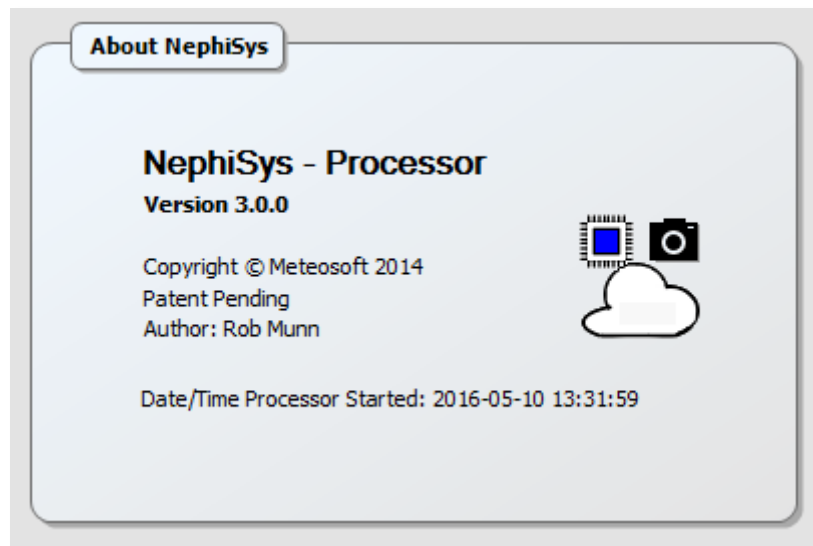 About NephiSys
NephiSys - Processor
Version 3.0.0
Copyright © Meteosoft 2014
Patent Pending
Author: Rob Munn
Date/Time Processor Started: 2016-05-10 13:31:59